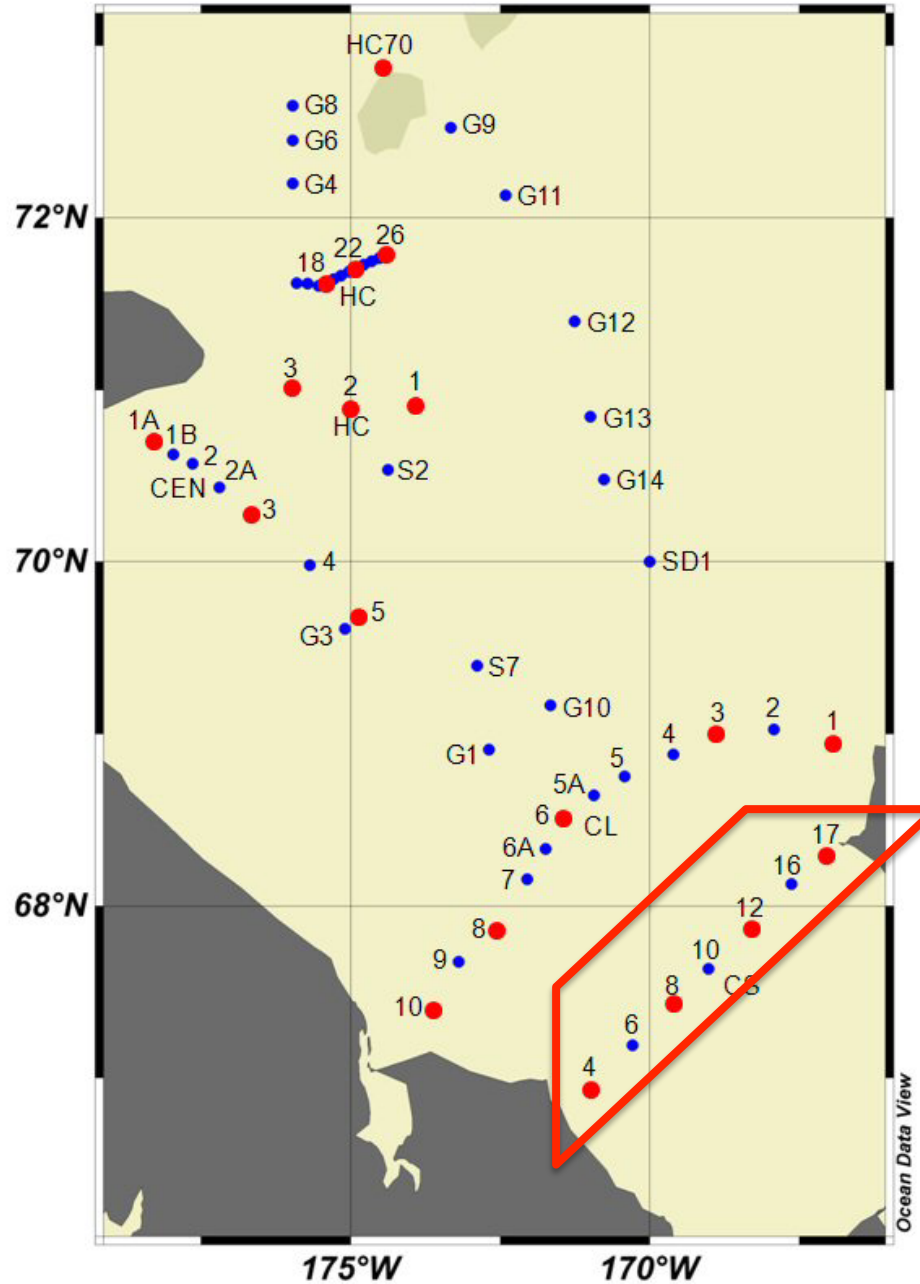 HC70
G8
G9
G6
G4
G11
72°N
26
22
18
HC
G12
3
2
1
HC
G13
1A
1B
2
2A
CEN
S2
G14
3
70°N
4
SD1
5
G3
S7
G10
3
2
1
4
G1
5
5A
6
CL
6A
7
17
16
68°N
8
12
9
10
CS
10
8
6
4
175°W
170°W
Ocean Data View